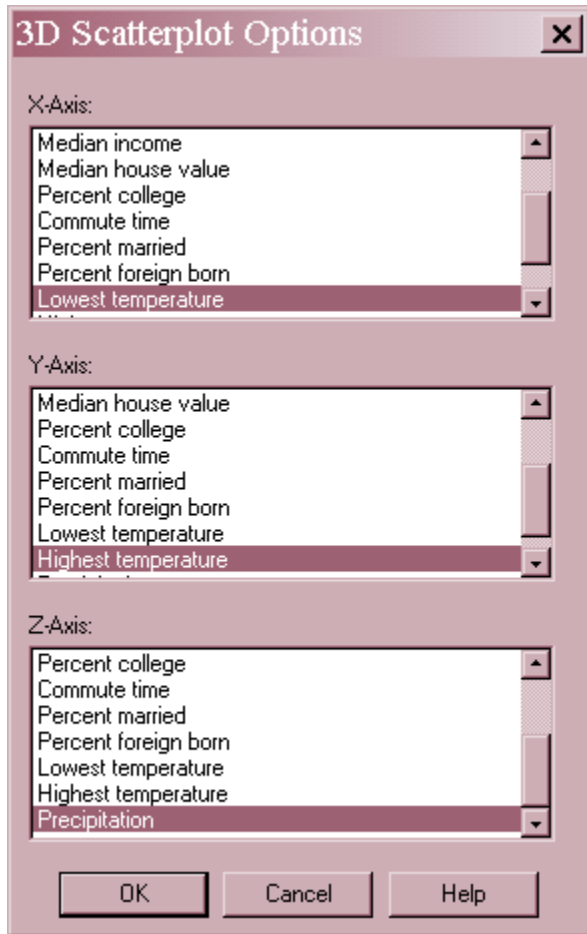 3D Scatterplot Options
X-Axis:
Median income
Median house value
Percent college
Commute time
Percent married
Percent foreign born
Lowest temperature
Y-Axis:
Median house value
Percent college
Commute time
Percent married
Percent foreign born
Lowest temperature
Highest temperature
Z-Axis:
Percent college
Commute time
Percent married
Percent foreign born
Lowest temperature
Highest temperature
Precipitation
OK Cancel Help